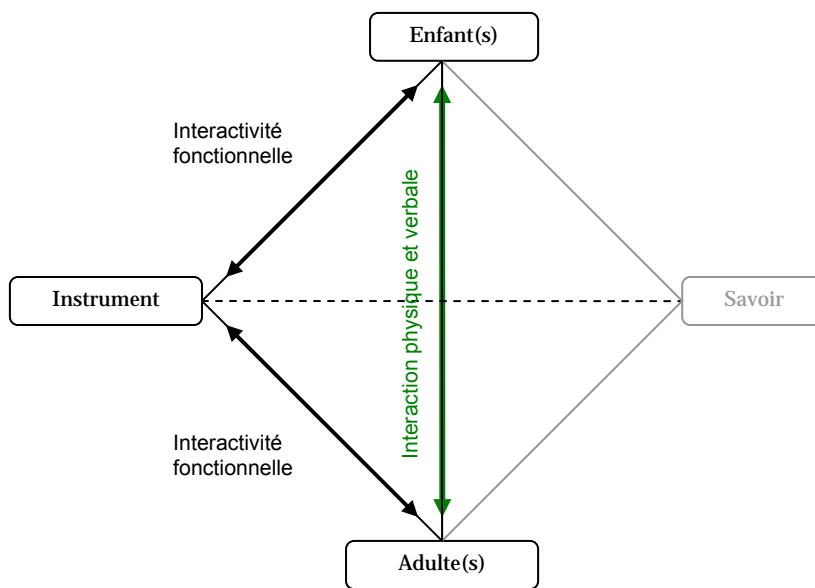 Enfant(s)
Interactivité
fonctionnelle
Interaction physique et verbale
Instrument
Savoir
Interactivité
fonctionnelle
Adulte(s)